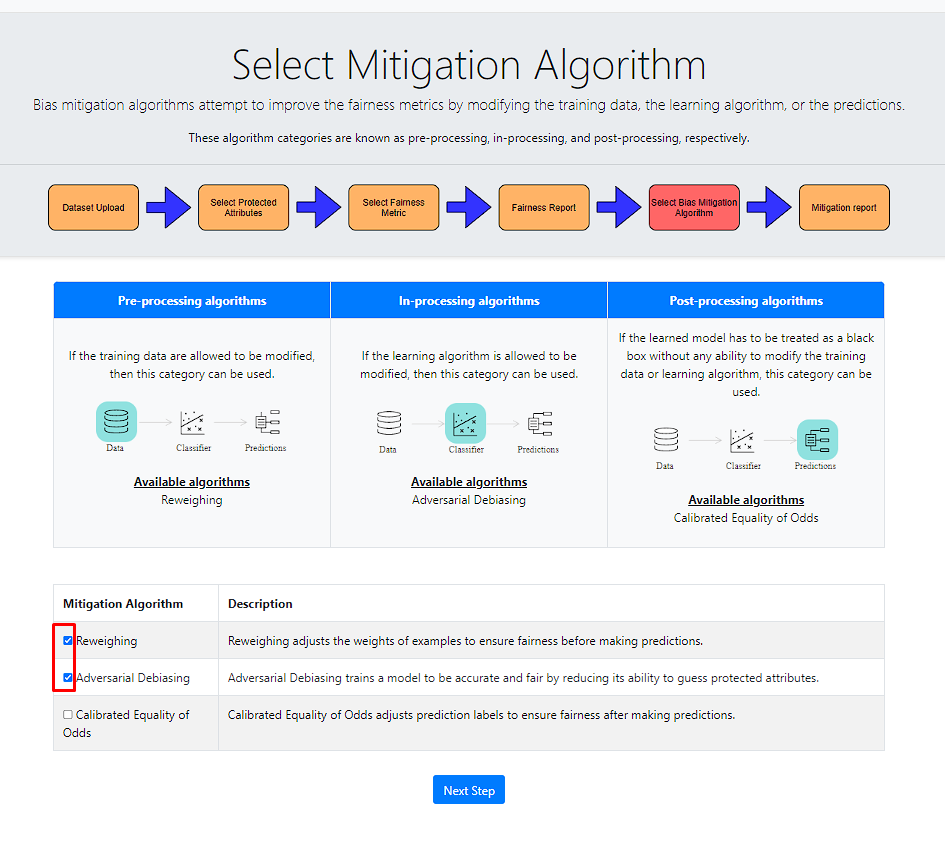 Select Mitigation Algorithm
Bias mitigation algorithms attempt to improve the fairness metrics by modifying the training data, the learning algorithm, or the predictions.
These algorithm categories are known as pre-processing, in-processing, and post-processing, respectively.
Dataset Upload
Select Protected
Attributes
Select Fairness
Metric
Fairness Report
Select Bias Mitigation
Algorithm
Mitigation report
Pre-processing algorithms
If the training data are allowed to be modified,
then this category can be used.
Data
Classifier
Predictions
Available algorithms
Reweighing
In-processing algorithms
If the learning algorithm is allowed to be
modified, then this category can be used.
Data
Classifier
Predictions
Available algorithms
Adversarial Debiasing
Post-processing algorithms
If the learned model has to be treated as a black
box without any ability to modify the training
data or learning algorithm, this category can be
used.
Data
Classifier
Predictions
Available algorithms
Calibrated Equality of Odds
Mitigation Algorithm
Description
Reweighing
Reweighing adjusts the weights of examples to ensure fairness before making predictions.
Adversarial Debiasing
Adversarial Debiasing trains a model to be accurate and fair by reducing its ability to guess protected attributes.
Calibrated Equality of
Odds
Calibrated Equality of Odds adjusts prediction labels to ensure fairness after making predictions.
Next Step